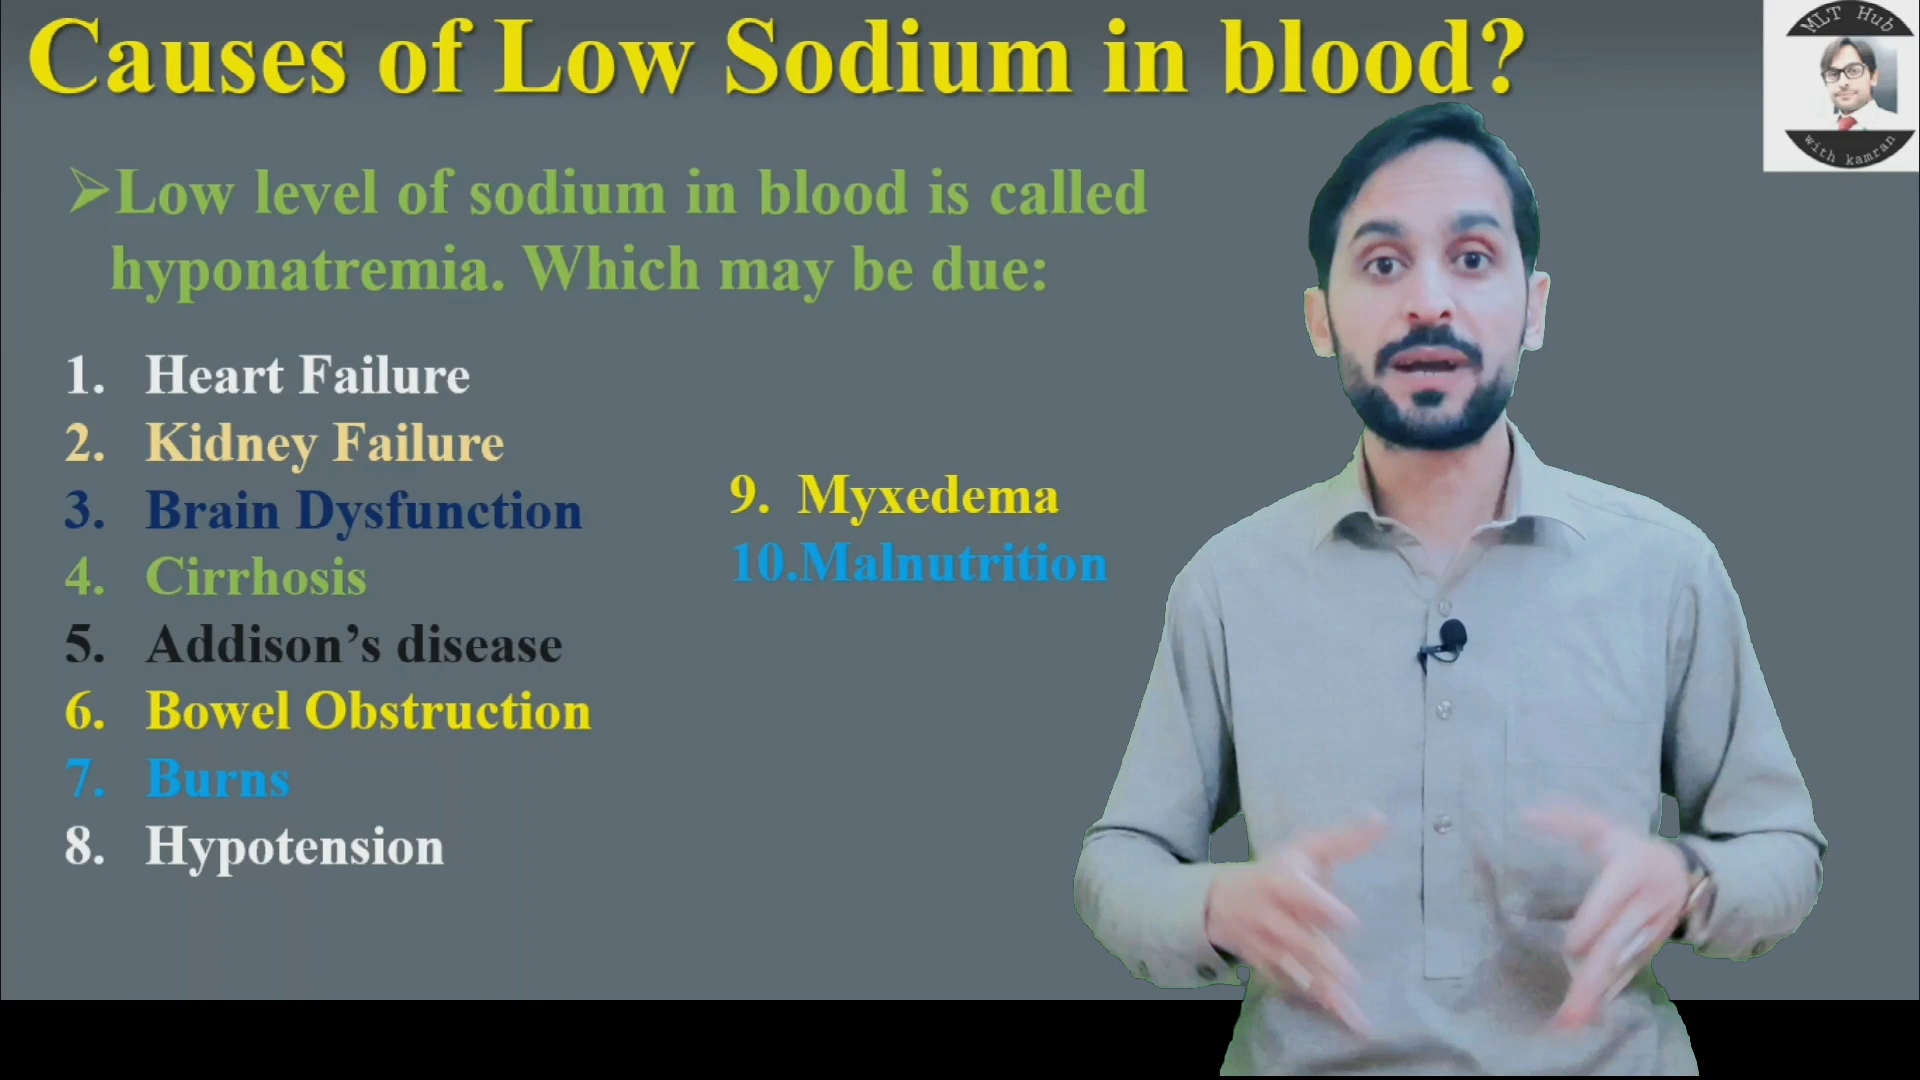 Causes of Low Sodium in blood?
MLT Hub
with kamran
➢Low level of sodium in blood is called
hyponatremia. Which may be due:
1. Heart Failure
2. Kidney Failure
3. Brain Dysfunction
4. Cirrhosis
5. Addison’s disease
6. Bowel Obstruction
7. Burns
8. Hypotension
9. Myxedema
10.Malnutrition